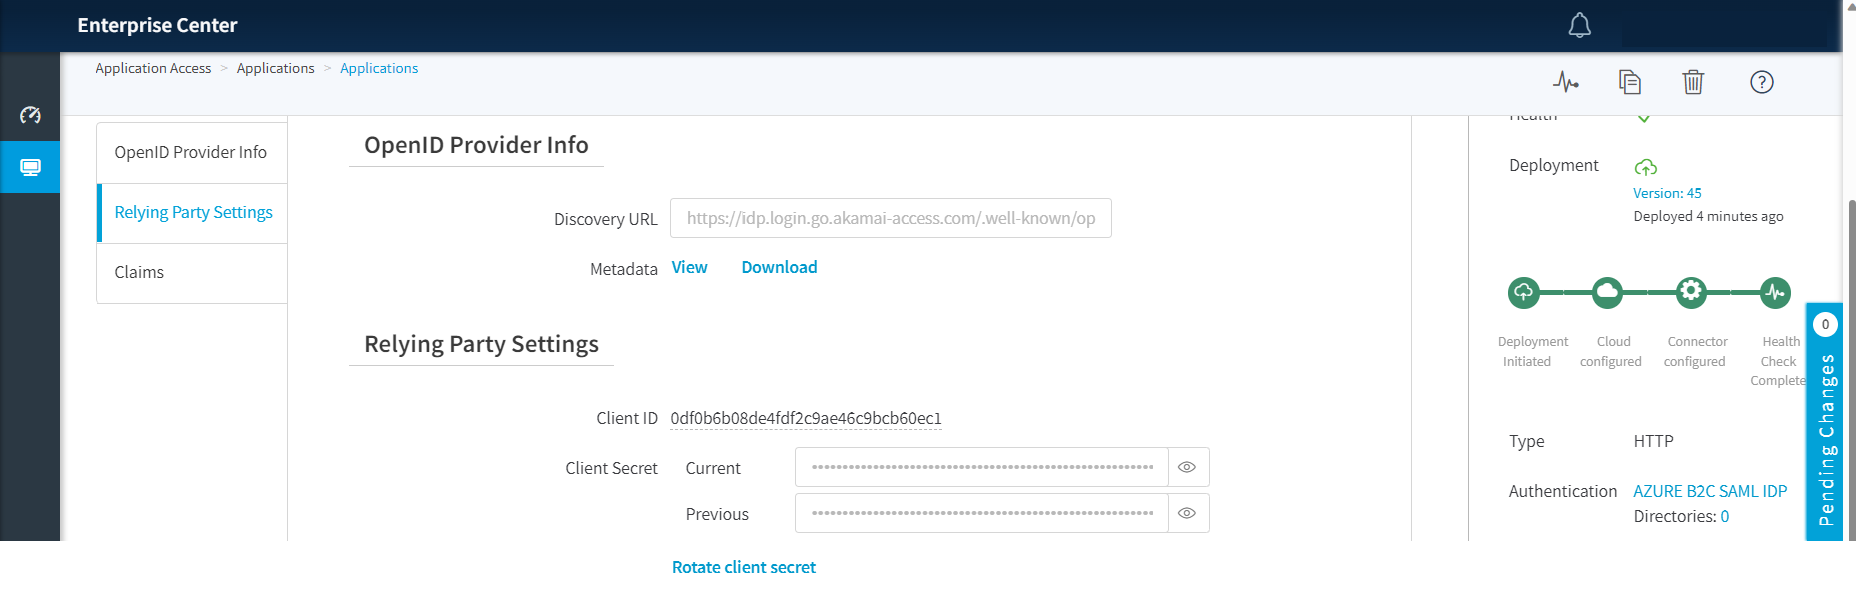 Enterprise Center
Application Access > Applications > Applications
OpenID Provider Info
Relying Party Settings
Claims
OpenID Provider Info
Discovery URL https://idp.login.go.akamai-access.com/.well-known/op
Metadata View Download
Relying Party Settings
Client ID 0df0b6b08de4fdf2c9ae46c9bcb60ec1
Client Secret Current
Previous
Rotate client secret
Health
Deployment
Version: 45
Deployed 4 minutes ago
Deployment Initiated
Cloud configured
Connector configured
Health Check Complete
Type HTTP
Authentication AZURE B2C SAML IDP
Directories: 0
0
Pending Changes